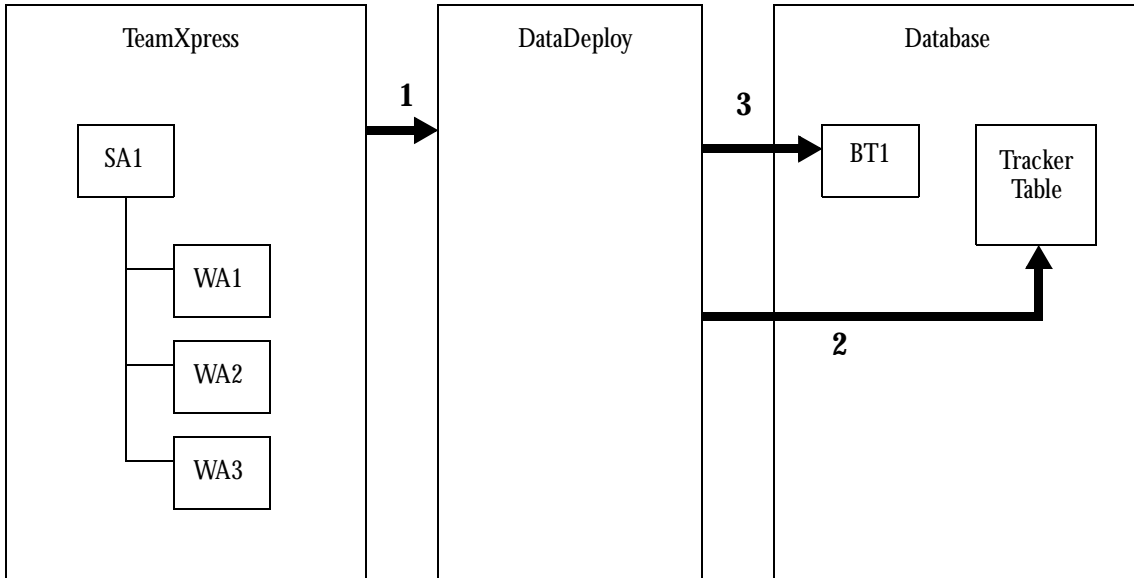 TeamXpress
DataDeploy
Database
1
3
SA1
BT1
Tracker
Table
WA1
2
WA2
WA3